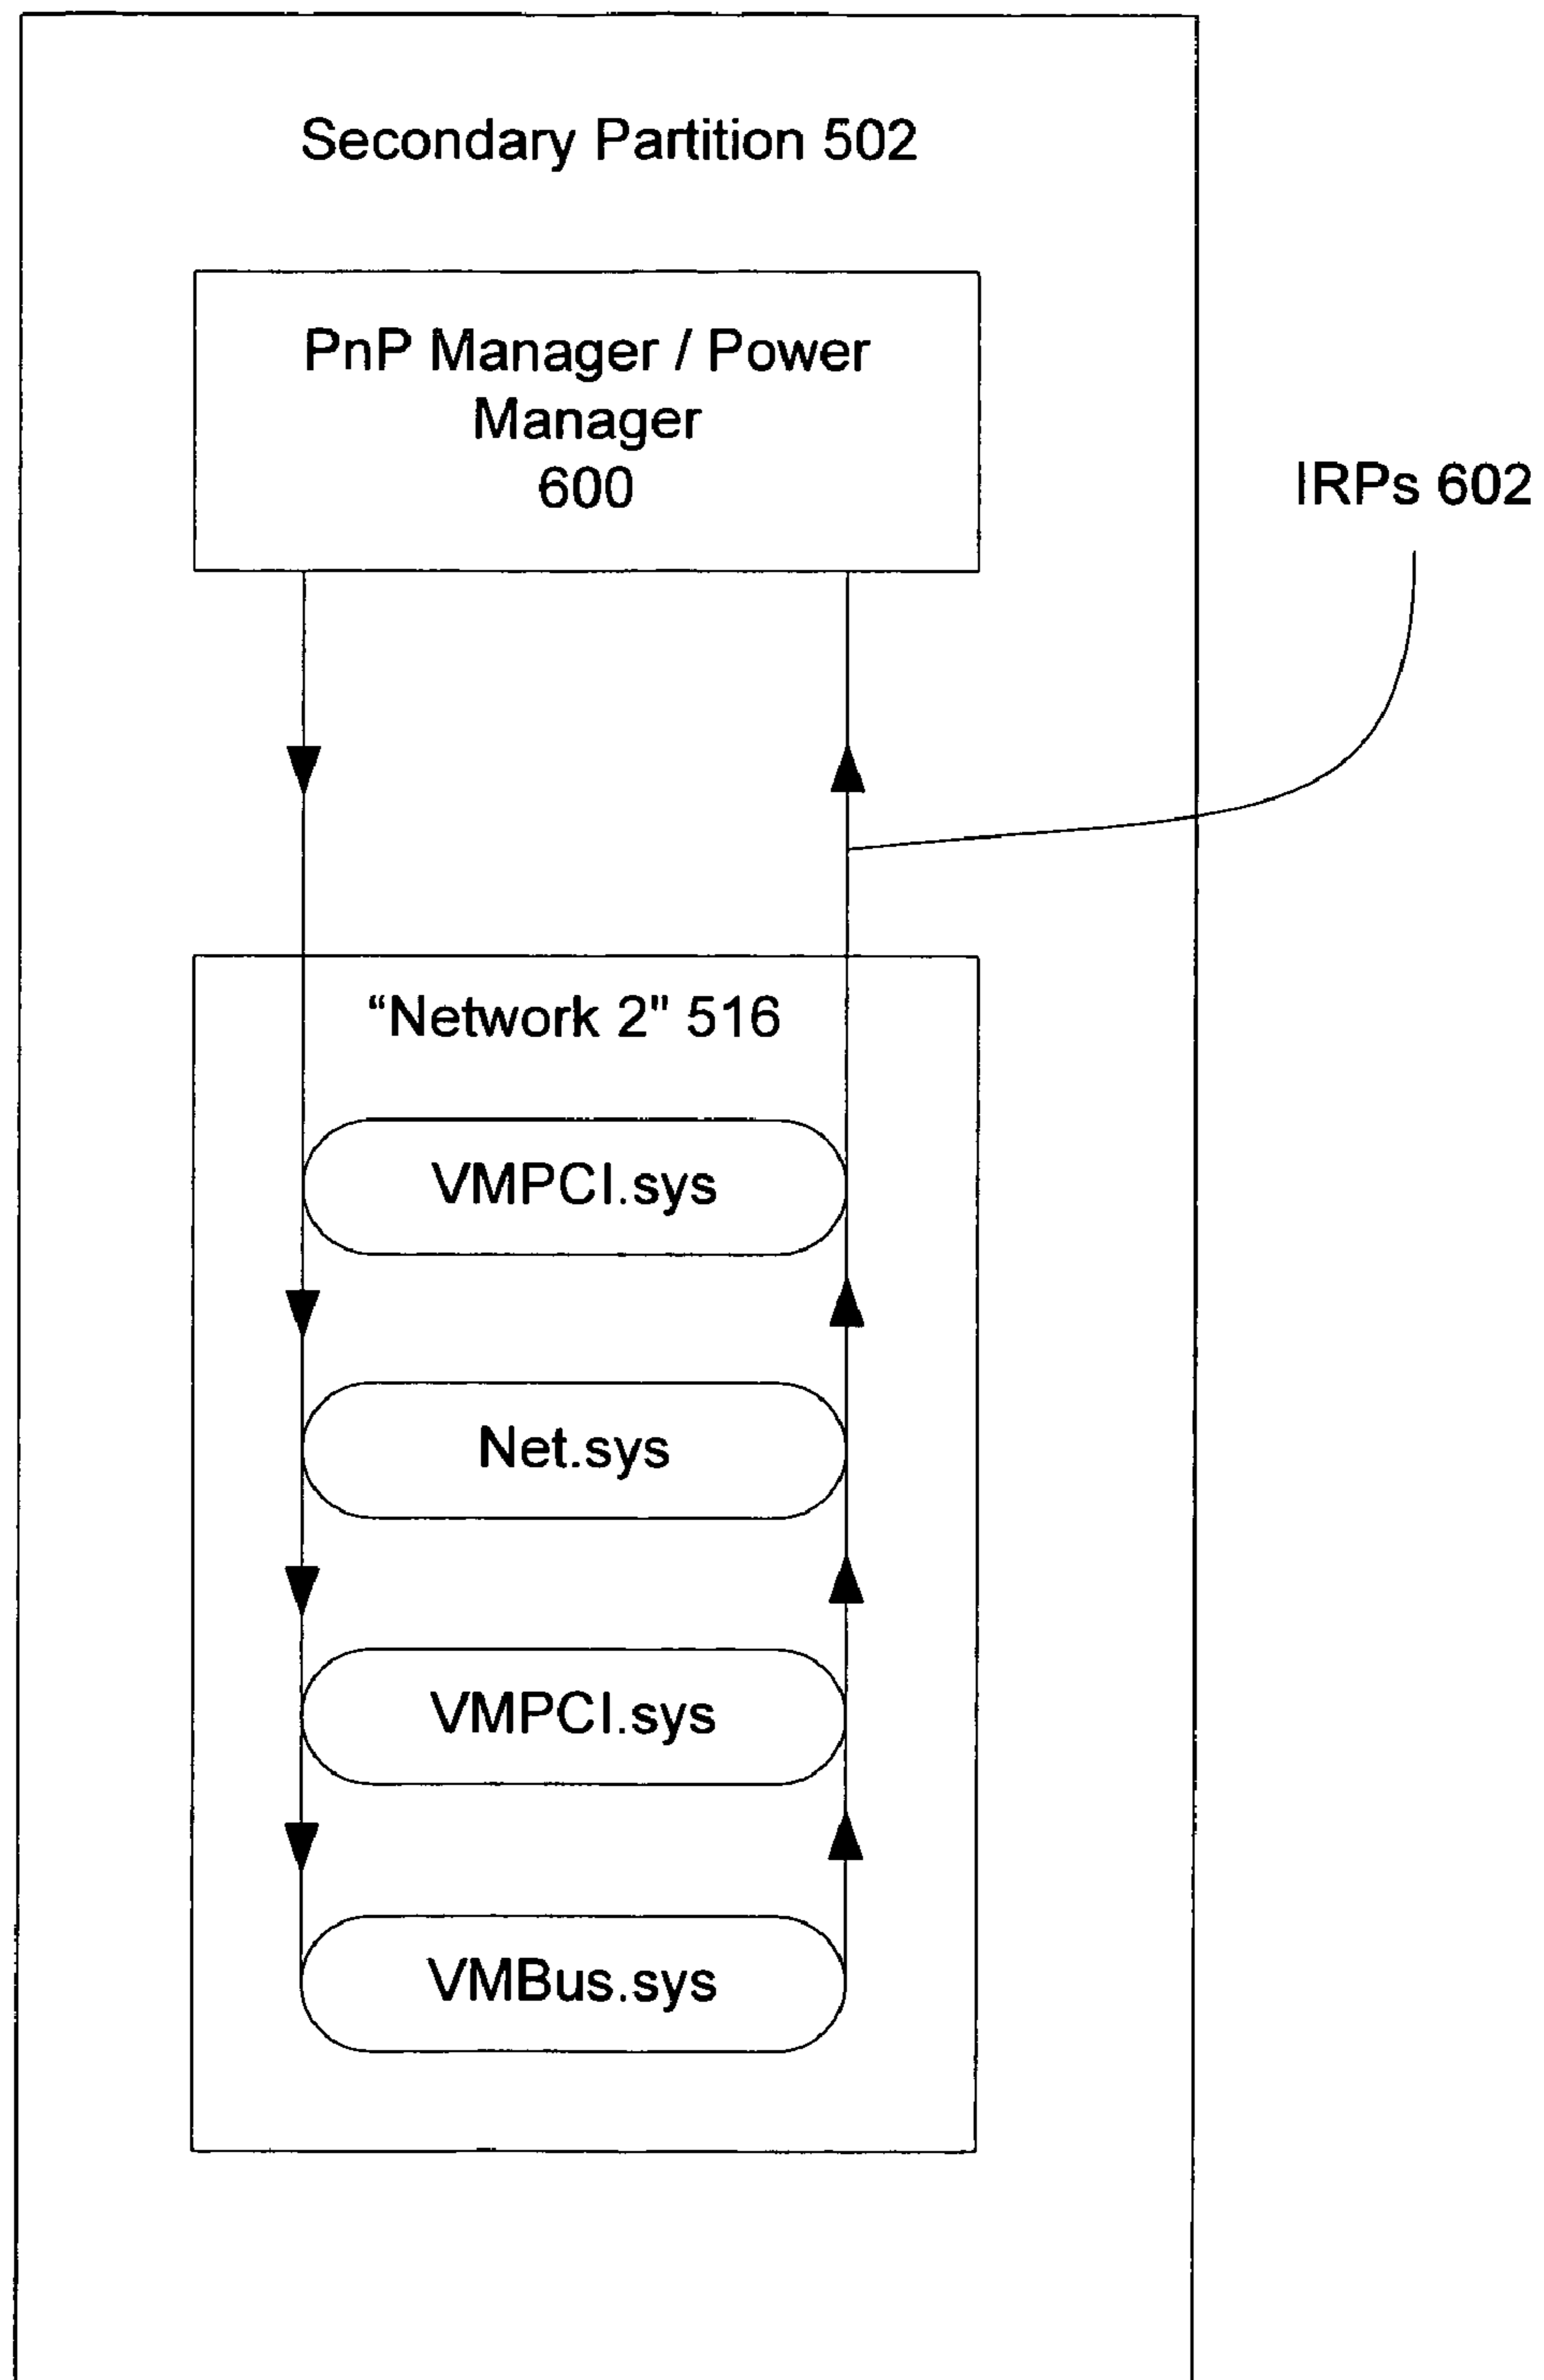 Secondary Partition 502
PnP Manager / Power
Manager
600
IRPs 602
“Network 2" 516
VMPCI.sys
Net.sys
VMPCI.sys
VMBus.sys